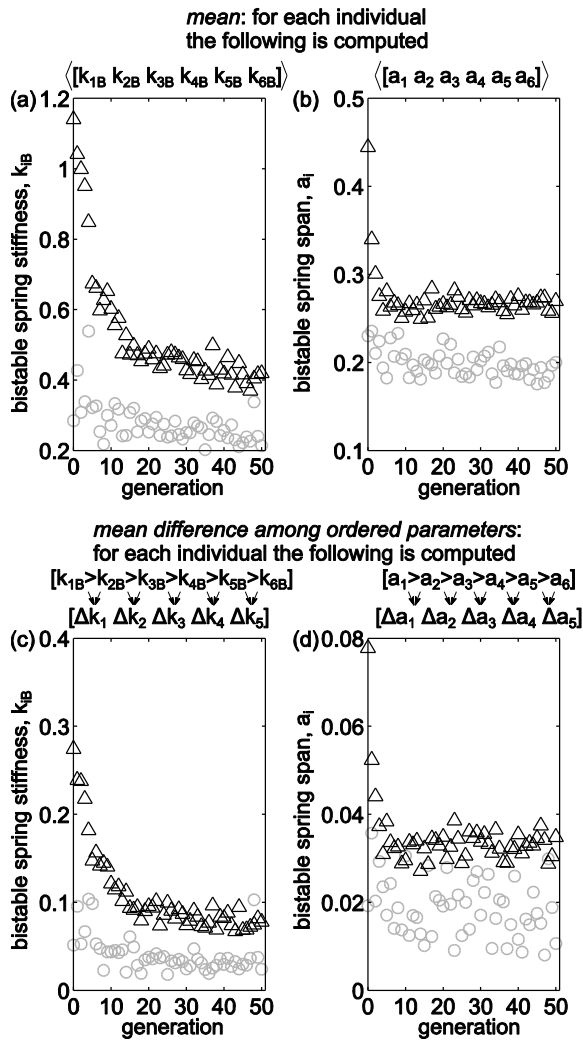 mean: for each individual
the following is computed
⟨[k1B k2B k3B k4B k5B k6B]⟩
⟨[a1 a2 a3 a4 a5 a6]⟩
(a)
1.2
1
0.8
0.6
0.4
0.2
bistable spring stiffness, kiB
0 10 20 30 40 50
generation
(b)
0.5
0.4
0.3
0.2
0.1
bistable spring span, ai
0 10 20 30 40 50
generation
mean difference among ordered parameters:
for each individual the following is computed
[k1B>k2B>k3B>k4B>k5B>k6B]
[Δk1 Δk2 Δk3 Δk4 Δk5]
[a1>a2>a3>a4>a5>a6]
[Δa1 Δa2 Δa3 Δa4 Δa5]
(c)
0.4
0.3
0.2
0.1
0
bistable spring stiffness, kiB
0 10 20 30 40 50
generation
(d)
0.08
0.06
0.04
0.02
0
bistable spring span, ai
0 10 20 30 40 50
generation